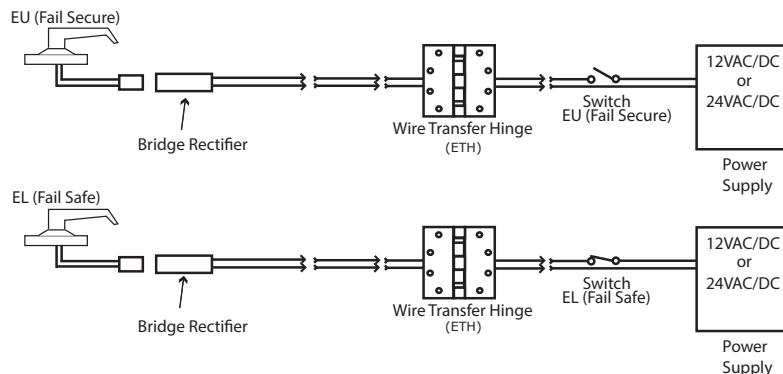 EU (Fail Secure)
12VAC/DC
or
24VAC/DC
Switch
EU (Fail Secure)
Wire Transfer Hinge
(ETH)
Bridge Rectifier
Power
Supply
EL (Fail Safe)
12VAC/DC
or
24VAC/DC
Switch
EL (Fail Safe)
Wire Transfer Hinge
(ETH)
Bridge Rectifier
Power
Supply